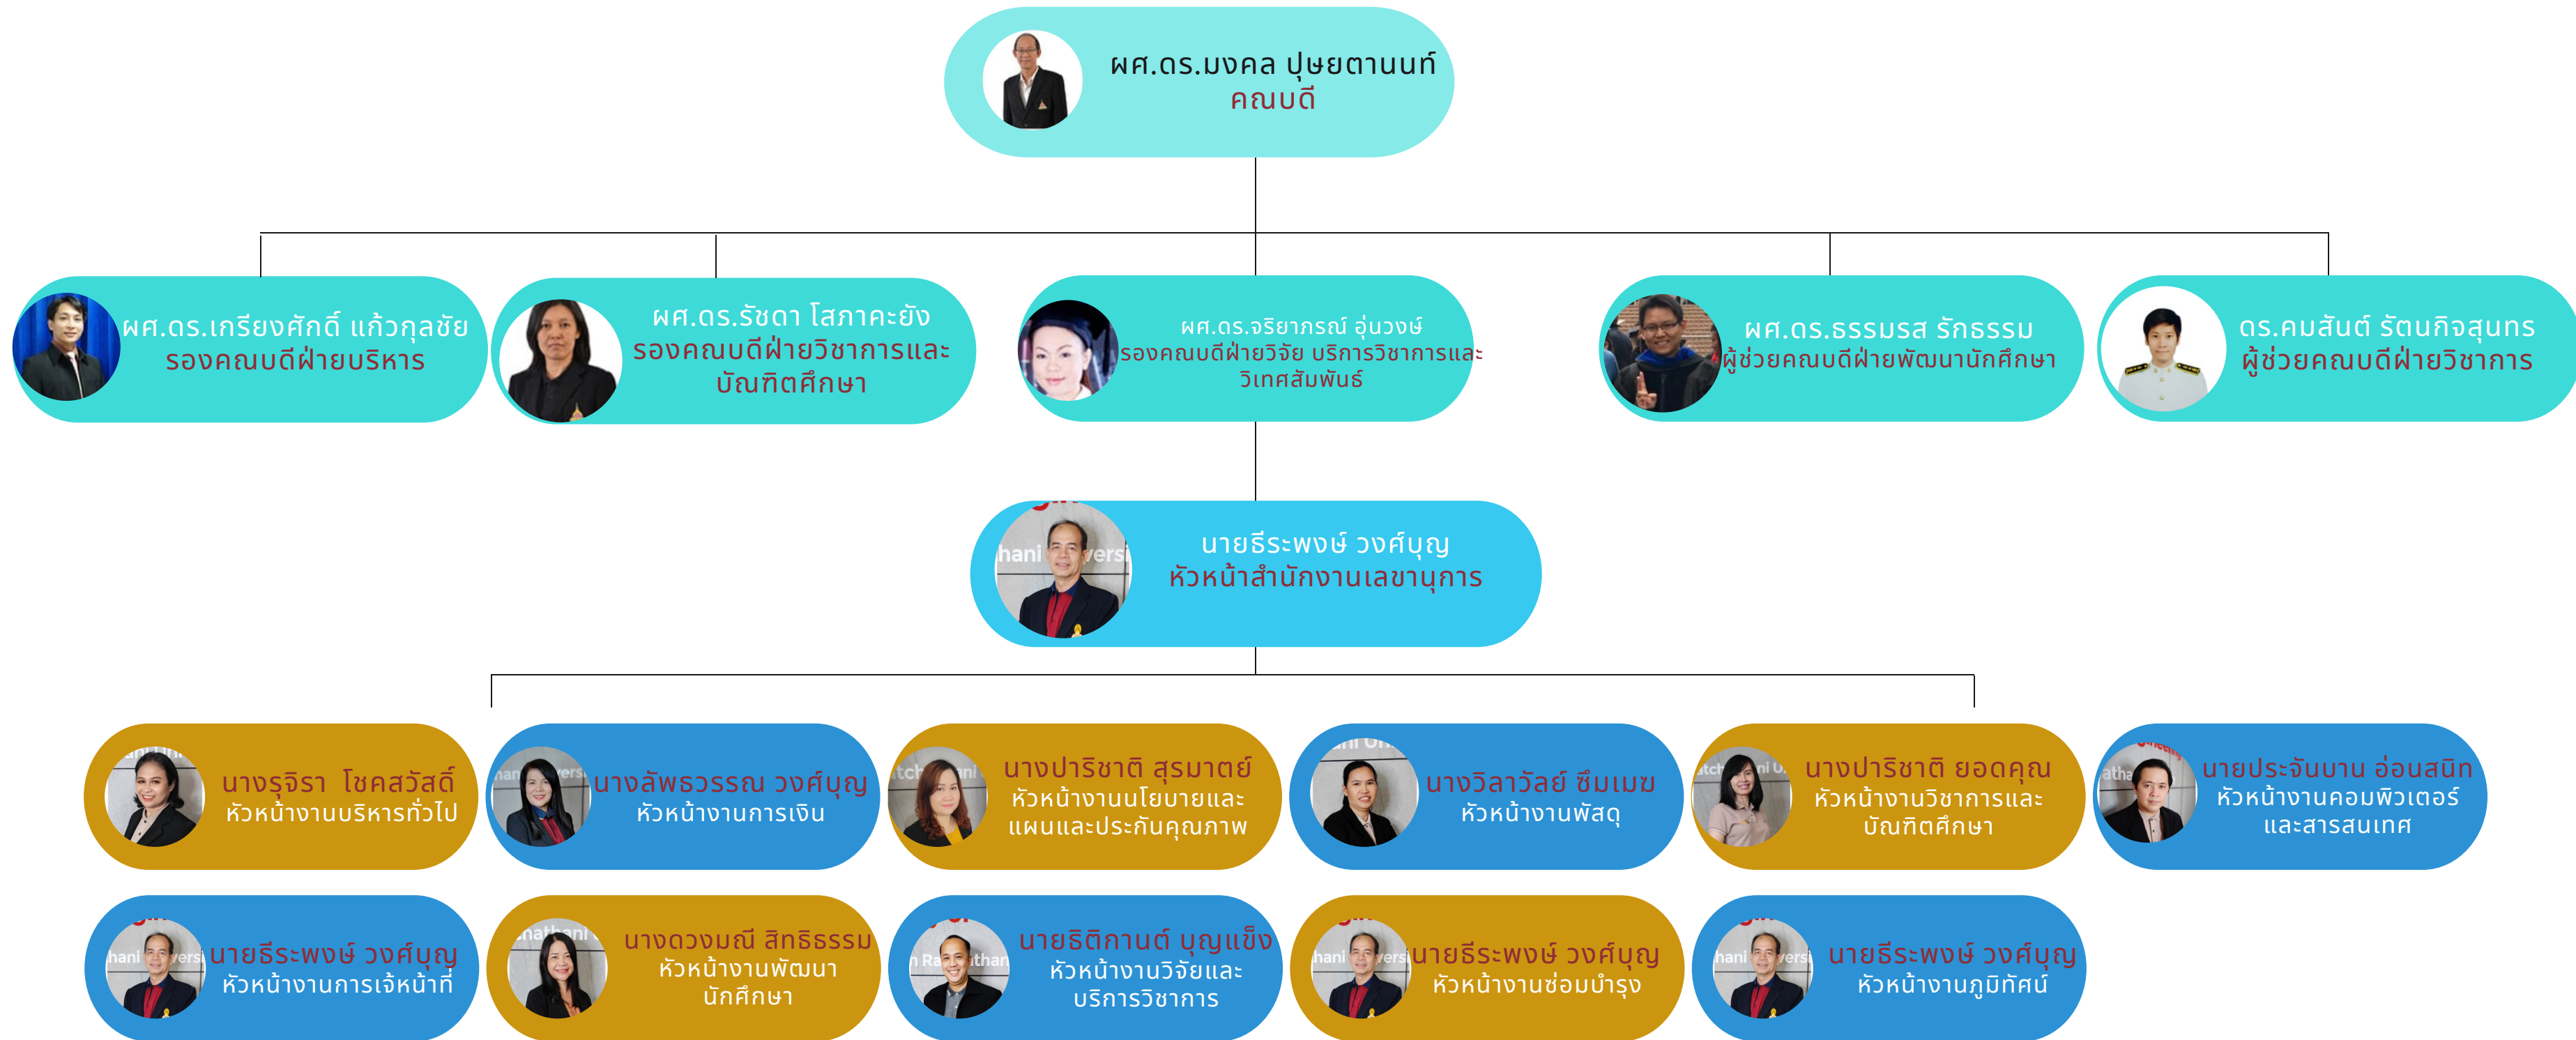 ผศ.ดร.มงคล ปุษยตานนท์
คณบดี
ผศ.ดร.เกรียงศักดิ์ แก้วกุลชัย
รองคณบดีฝ่ายบริหาร
ผศ.ดร.รัชดา โสภาคะยัง
รองคณบดีฝ่ายวิชาการและ
บัณฑิตศึกษา
ผศ.ดร.จริยาภรณ์ อุ่นวงษ์
รองคณบดีฝ่ายวิจัย บริการวิชาการและ
วิเทศสัมพันธ์
ผศ.ดร.ธรรมรส รักธรรม
ผู้ช่วยคณบดีฝ่ายพัฒนานักศึกษา
ดร.คมสันต์ รัตนกิจสุนทร
ผู้ช่วยคณบดีฝ่ายวิชาการ
นายธีระพงษ์ วงศ์บุญ
หัวหน้าสำนักงานเลขานุการ
นางรุจิรา โชคสวัสดิ์
หัวหน้างานบริหารทั่วไป
นางลัพธวรรณ วงศ์บุญ
หัวหน้างานการเงิน
นางปาริชาติ สุรมาตย์
หัวหน้างานนโยบายและ
แผนและประกันคุณภาพ
นางวิลาวัลย์ ซึมเมฆ
หัวหน้างานพัสดุ
นางปาริชาติ ยอดคุณ
หัวหน้างานวิชาการและ
บัณฑิตศึกษา
นายประจันบาน อ่อนสนิท
หัวหน้างานคอมพิวเตอร์
และสารสนเทศ
นายธีระพงษ์ วงศ์บุญ
หัวหน้างานการเจ้หน้าที่
นางดวงมณี สิทธิธรรม
หัวหน้างานพัฒนา
นักศึกษา
นายธิติกานต์ บุญแข็ง
หัวหน้างานวิจัยและ
บริการวิชาการ
นายธีระพงษ์ วงศ์บุญ
หัวหน้างานซ่อมบำรุง
นายธีระพงษ์ วงศ์บุญ
หัวหน้างานภูมิทัศน์